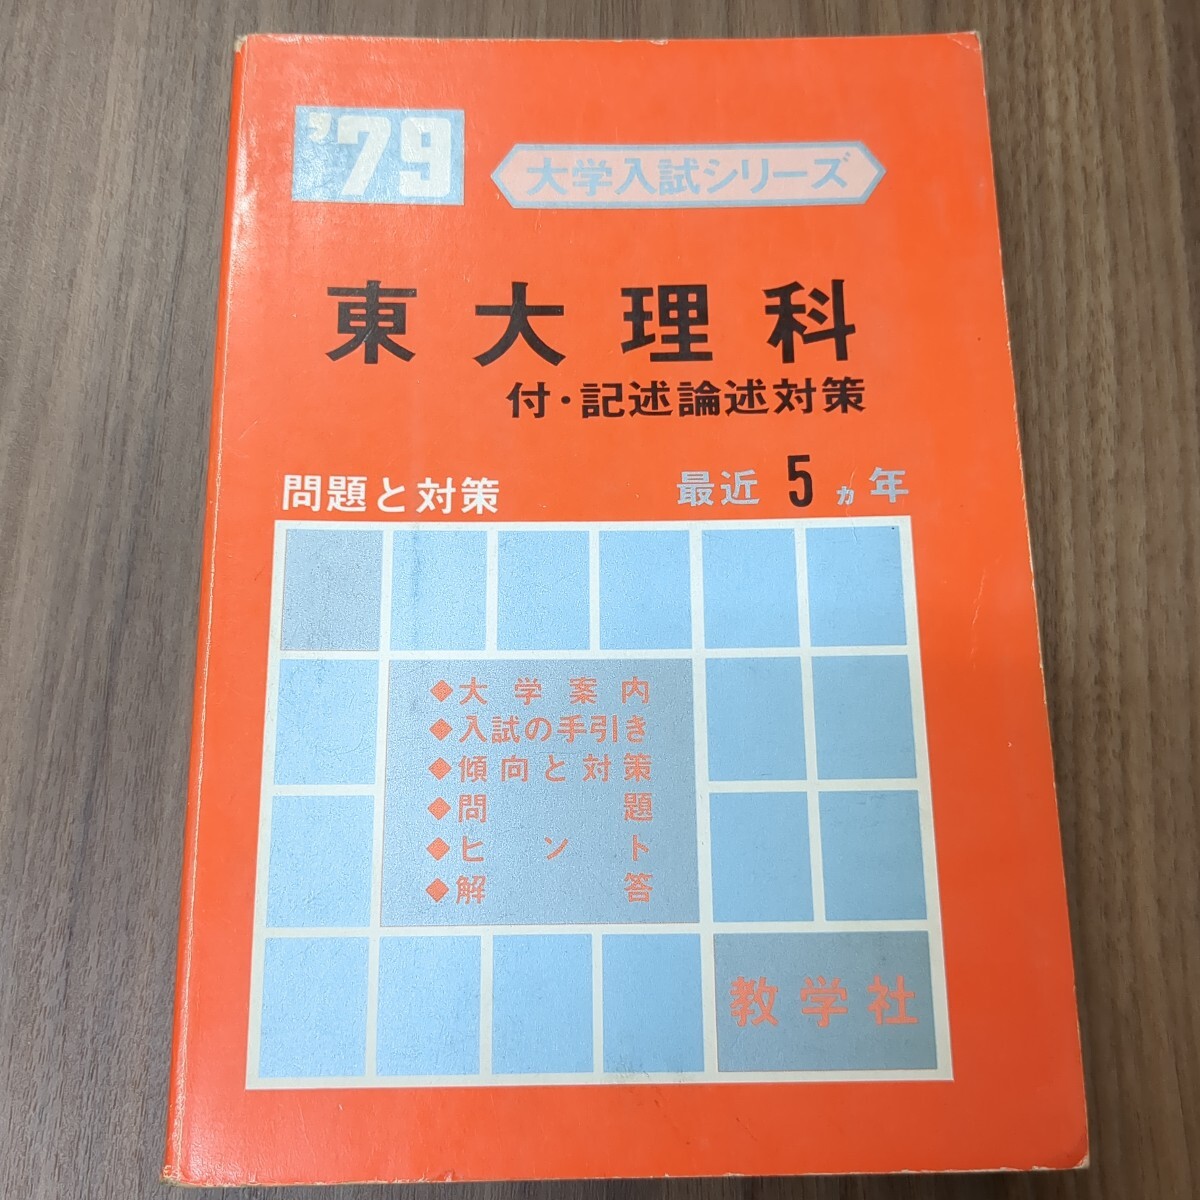 '79
大学入試シリーズ
東大理科
付・記述論述対策
問題と対策
最近5ヵ年
◆大学案内
◆入試の手引き
◆傾向と対策
◆問題
◆ヒント
◆解答
教学社